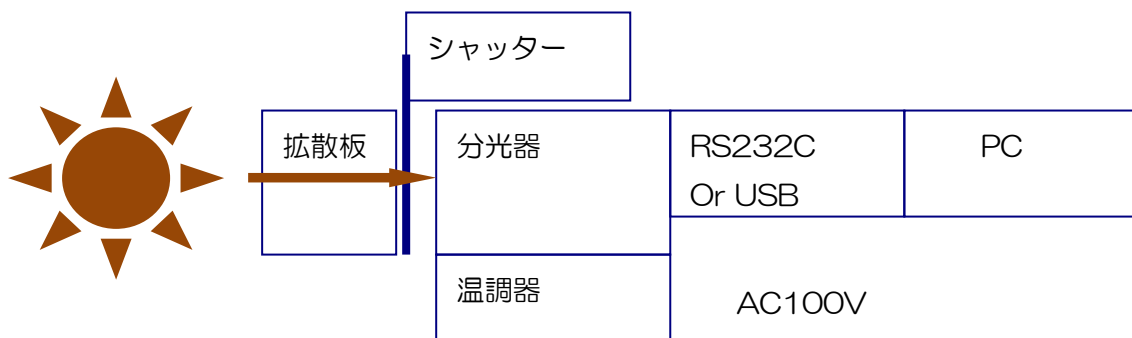 シャッター
拡散板
分光器
RS232C
Or USB
PC
温調器
AC100V